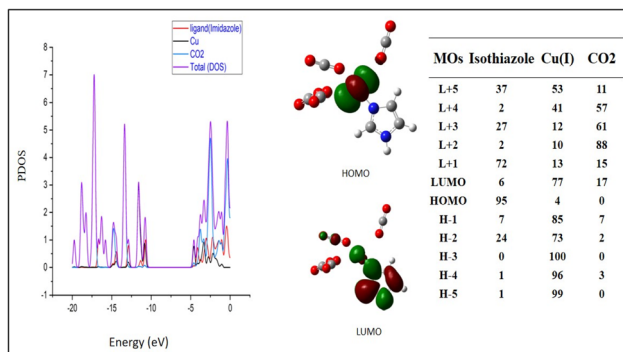 ligand(Imidazole)
Cu
CO2
Total (DOS)
PDOS
8
7
6
5
4
3
2
1
0
-1
-20
-15
-10
-5
0
Energy (eV)
HOMO
LUMO
MOs Isothiazole Cu(I) CO2
L+5 37 53 11
L+4 2 41 57
L+3 27 12 61
L+2 2 10 88
L+1 72 13 15
LUMO 6 77 17
HOMO 95 4 0
H-1 7 85 7
H-2 24 73 2
H-3 0 100 0
H-4 1 96 3
H-5 1 99 0